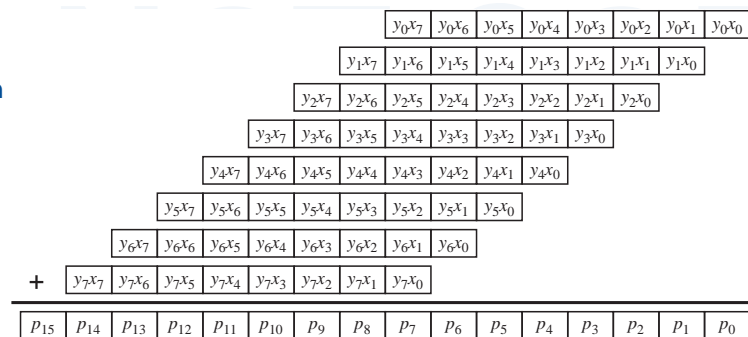 y₀x₇ y₀x₆ y₀x₅ y₀x₄ y₀x₃ y₀x₂ y₀x₁ y₀x₀
y₁x₇ y₁x₆ y₁x₅ y₁x₄ y₁x₃ y₁x₂ y₁x₁ y₁x₀
y₂x₇ y₂x₆ y₂x₅ y₂x₄ y₂x₃ y₂x₂ y₂x₁ y₂x₀
y₃x₇ y₃x₆ y₃x₅ y₃x₄ y₃x₃ y₃x₂ y₃x₁ y₃x₀
y₄x₇ y₄x₆ y₄x₅ y₄x₄ y₄x₃ y₄x₂ y₄x₁ y₄x₀
y₅x₇ y₅x₆ y₅x₅ y₅x₄ y₅x₃ y₅x₂ y₅x₁ y₅x₀
y₆x₇ y₆x₆ y₆x₅ y₆x₄ y₆x₃ y₆x₂ y₆x₁ y₆x₀
+ y₇x₇ y₇x₆ y₇x₅ y₇x₄ y₇x₃ y₇x₂ y₇x₁ y₇x₀
p₁₅ p₁₄ p₁₃ p₁₂ p₁₁ p₁₀ p₉ p₈ p₇ p₆ p₅ p₄ p₃ p₂ p₁ p₀